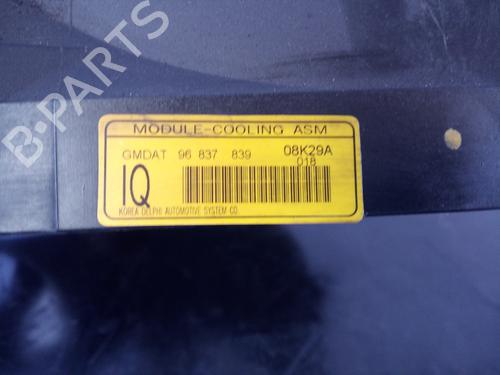 MODULE-COOLING ASM
GMDAT 96 837 839 08K29A
018
IQ
KOREA DELPHI AUTOMOTIVE SYSTEM CO.
B-PARTS